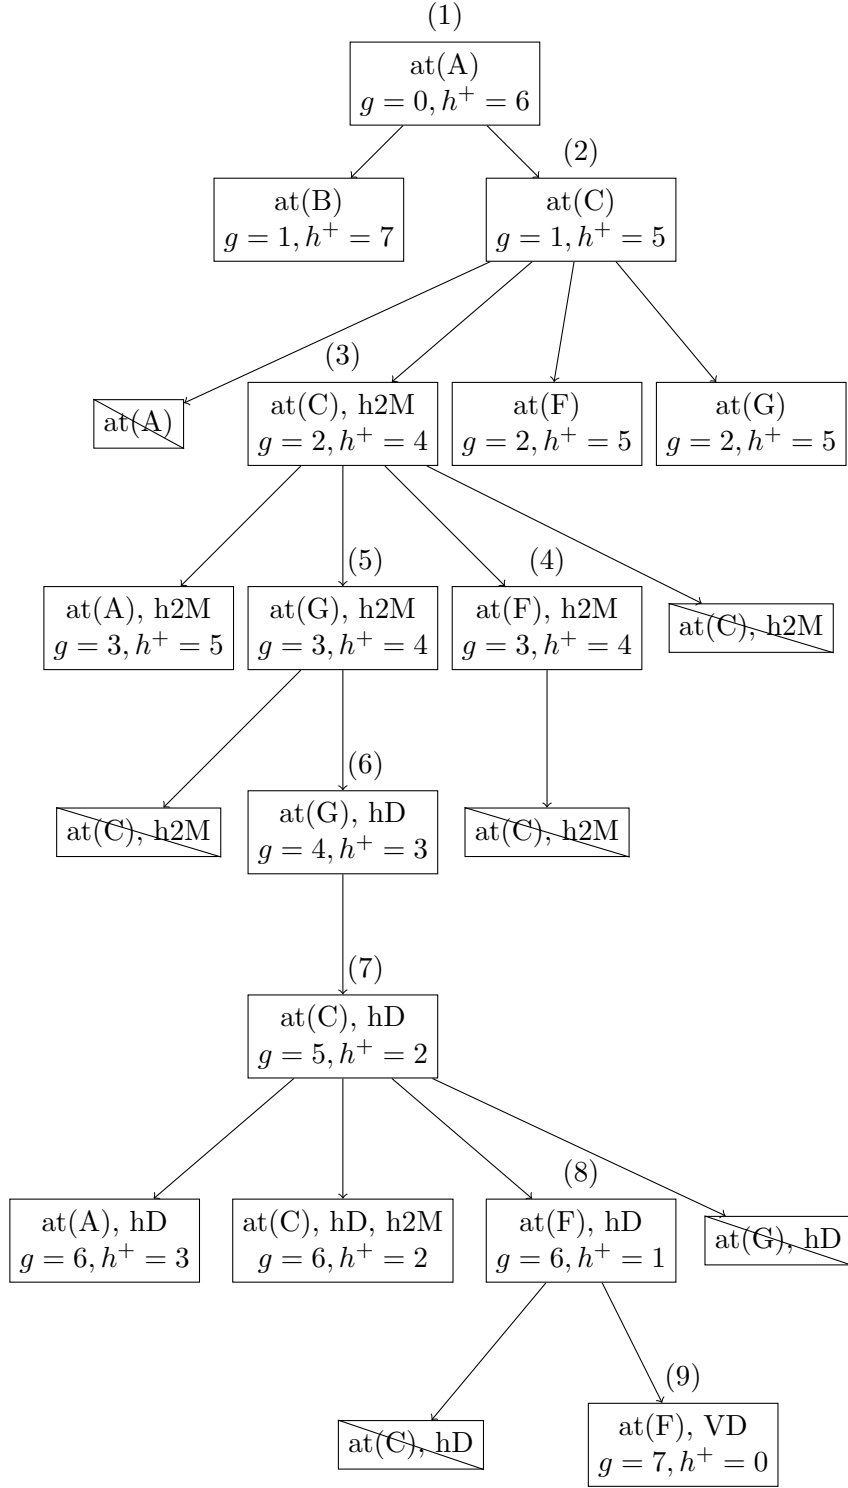 (1)
at(A)
g = 0, h⁺ = 6
(2)
at(B)
g = 1, h⁺ = 7
at(C)
g = 1, h⁺ = 5
(3)
at(A)
at(C), h2M
g = 2, h⁺ = 4
at(F)
g = 2, h⁺ = 5
at(G)
g = 2, h⁺ = 5
(5)
(4)
at(A), h2M
g = 3, h⁺ = 5
at(G), h2M
g = 3, h⁺ = 4
at(F), h2M
g = 3, h⁺ = 4
at(C), h2M
(6)
at(C), h2M
at(G), hD
g = 4, h⁺ = 3
at(C), h2M
(7)
at(C), hD
g = 5, h⁺ = 2
(8)
at(A), hD
g = 6, h⁺ = 3
at(C), hD, h2M
g = 6, h⁺ = 2
at(F), hD
g = 6, h⁺ = 1
at(G), hD
(9)
at(C), hD
at(F), VD
g = 7, h⁺ = 0